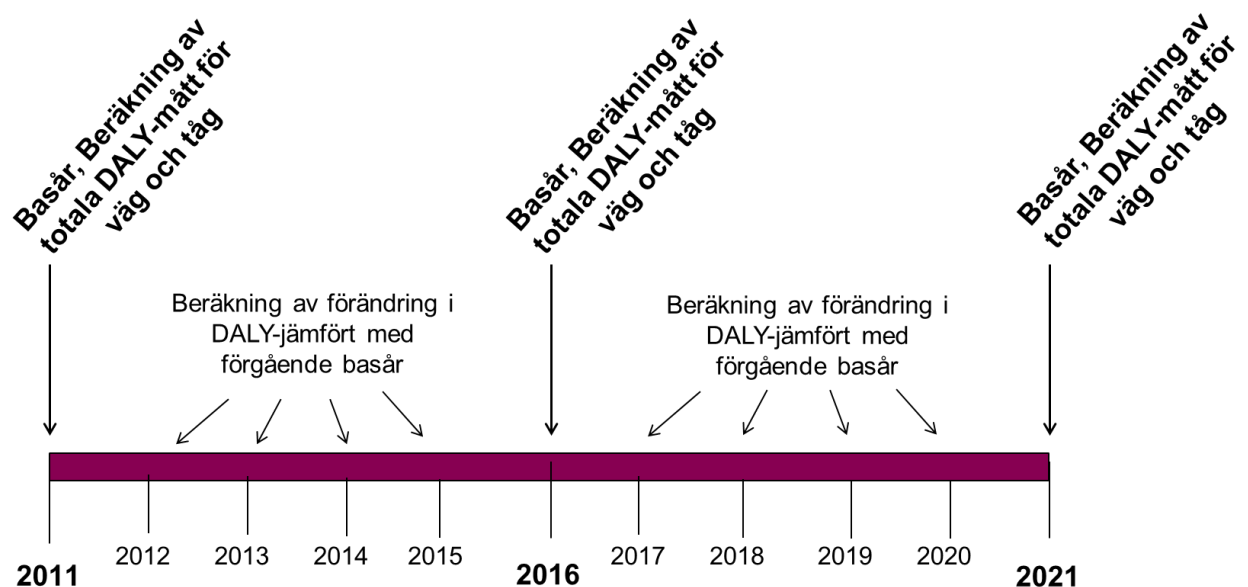 Basår, Beräkning av
totala DALY-mått för
väg och tåg
Basår, Beräkning av
totala DALY-mått för
väg och tåg
Basår, Beräkning av
totala DALY-mått för
väg och tåg
Beräkning av förändring i
DALY-jämfört med
förgående basår
Beräkning av förändring i
DALY-jämfört med
förgående basår
2011
2012
2013
2014
2015
2016
2017
2018
2019
2020
2021